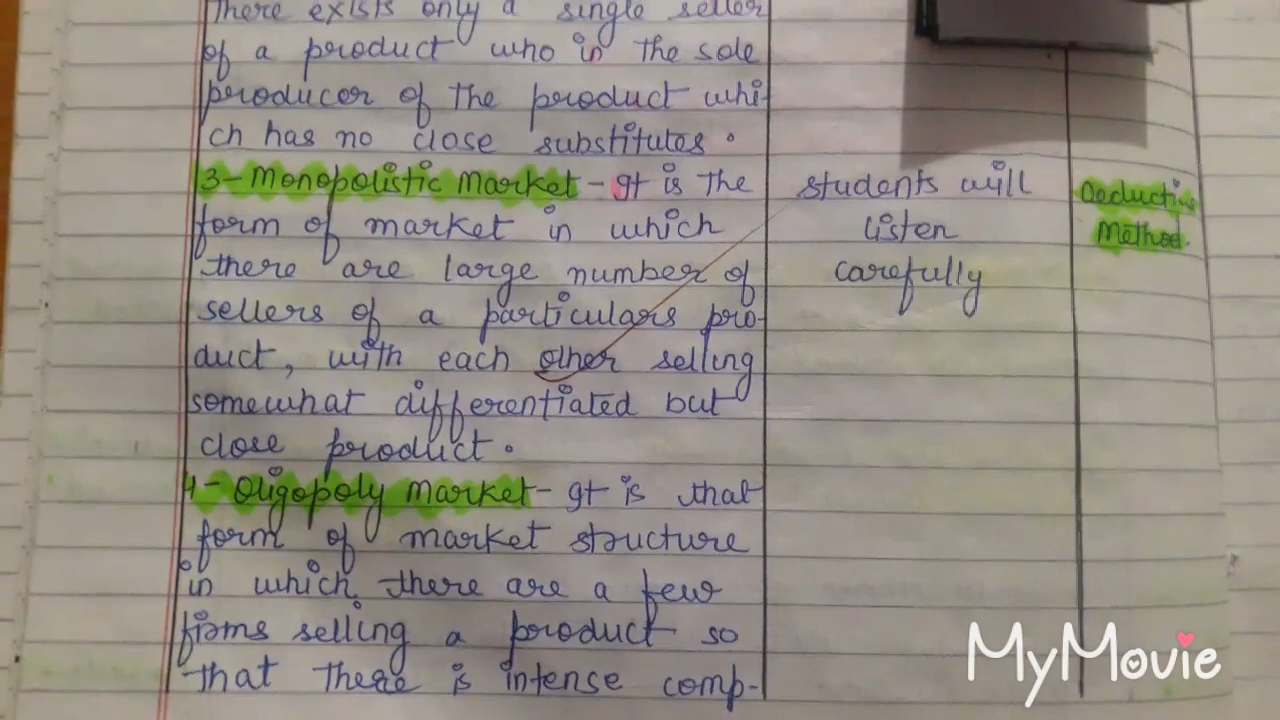 There exists only a single seller
of a product who in the sole
producer of the product whi-
ch has no close substitutes.
3- Monopolistic Market - It is the
form of market in which
there are large number of
sellers of a particulars pro-
duct, with each other selling
somewhat differentiated but
close product.
4- Oligopoly Market - It is that
form of market structure
in which there are a few
firms selling a product so
that there is intense comp-
students will
listen
carefully
Deductive
Method.
MyMovie